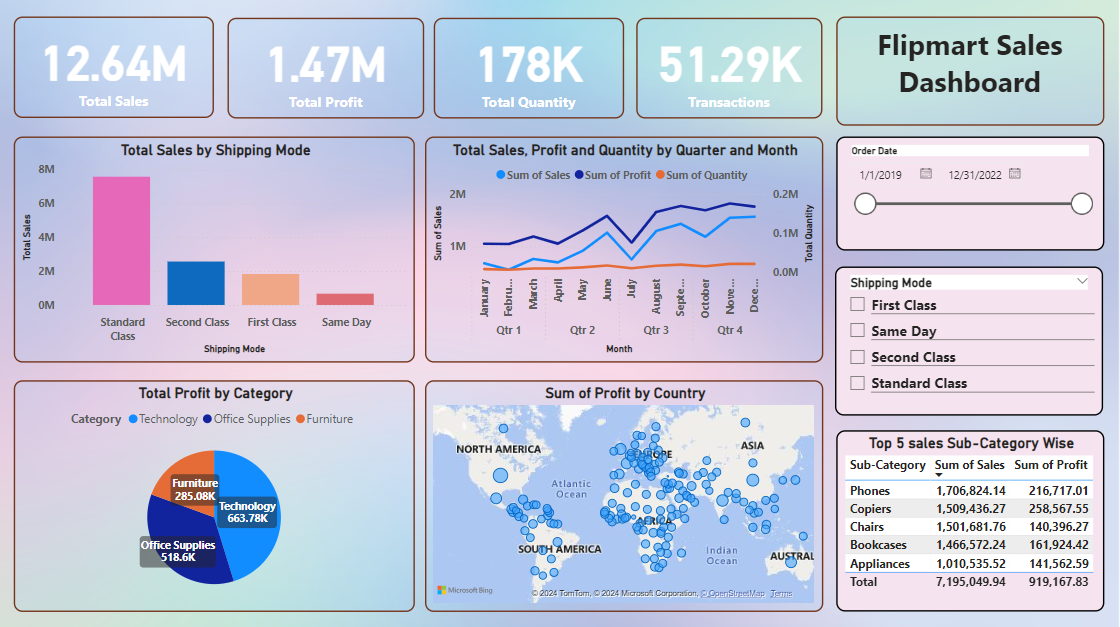 12.64M
Total Sales
1.47M
Total Profit
178K
Total Quantity
51.29K
Transactions
Flipmart Sales
Dashboard
Total Sales by Shipping Mode
Total Sales
8M
6M
4M
2M
0M
Standard
Class
Second Class
First Class
Same Day
Shipping Mode
Total Sales, Profit and Quantity by Quarter and Month
Sum of Sales Sum of Profit Sum of Quantity
Sum of Sales
2M
1M
0.2M
0.1M
0.0M
Total Quantity
January
Febru...
March
April
May
June
July
August
Septe...
October
Nove...
Dece...
Qtr 1
Qtr 2
Qtr 3
Qtr 4
Month
Order Date
1/1/2019
12/31/2022
Shipping Mode
First Class
Same Day
Second Class
Standard Class
Total Profit by Category
Category Technology Office Supplies Furniture
Furniture
285.08K
Technology
663.78K
Office Supplies
518.6K
Sum of Profit by Country
NORTH AMERICA
EUROPE
ASIA
Atlantic
Ocean
AFRICA
SOUTH AMERICA
Indian
Ocean
AUSTRAL
Microsoft Bing
© 2024 TomTom, © 2024 Microsoft Corporation, © OpenStreetMap Terms
Top 5 sales Sub-Category Wise
Sub-Category Sum of Sales Sum of Profit
Phones 1,706,824.14 216,717.01
Copiers 1,509,436.27 258,567.55
Chairs 1,501,681.76 140,396.27
Bookcases 1,466,572.24 161,924.42
Appliances 1,010,535.52 141,562.59
Total 7,195,049.94 919,167.83